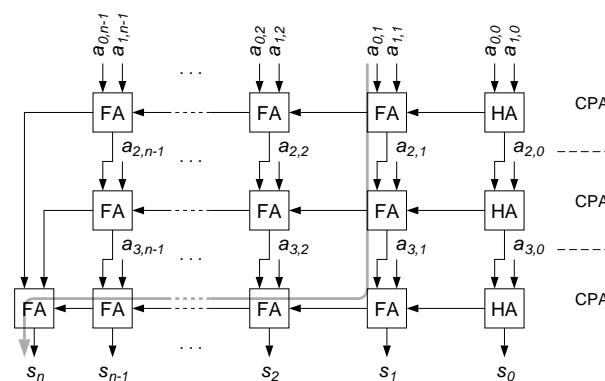 a0,n-1 a1,n-1 . . . a0,2 a1,2 a0,1 a1,1 a0,0 a1,0
FA FA FA HA CPA
a2,n-1 . . . a2,2 a2,1 a2,0
FA FA FA HA CPA
a3,n-1 . . . a3,2 a3,1 a3,0
FA FA FA FA HA CPA
sn sn-1 . . . s2 s1 s0